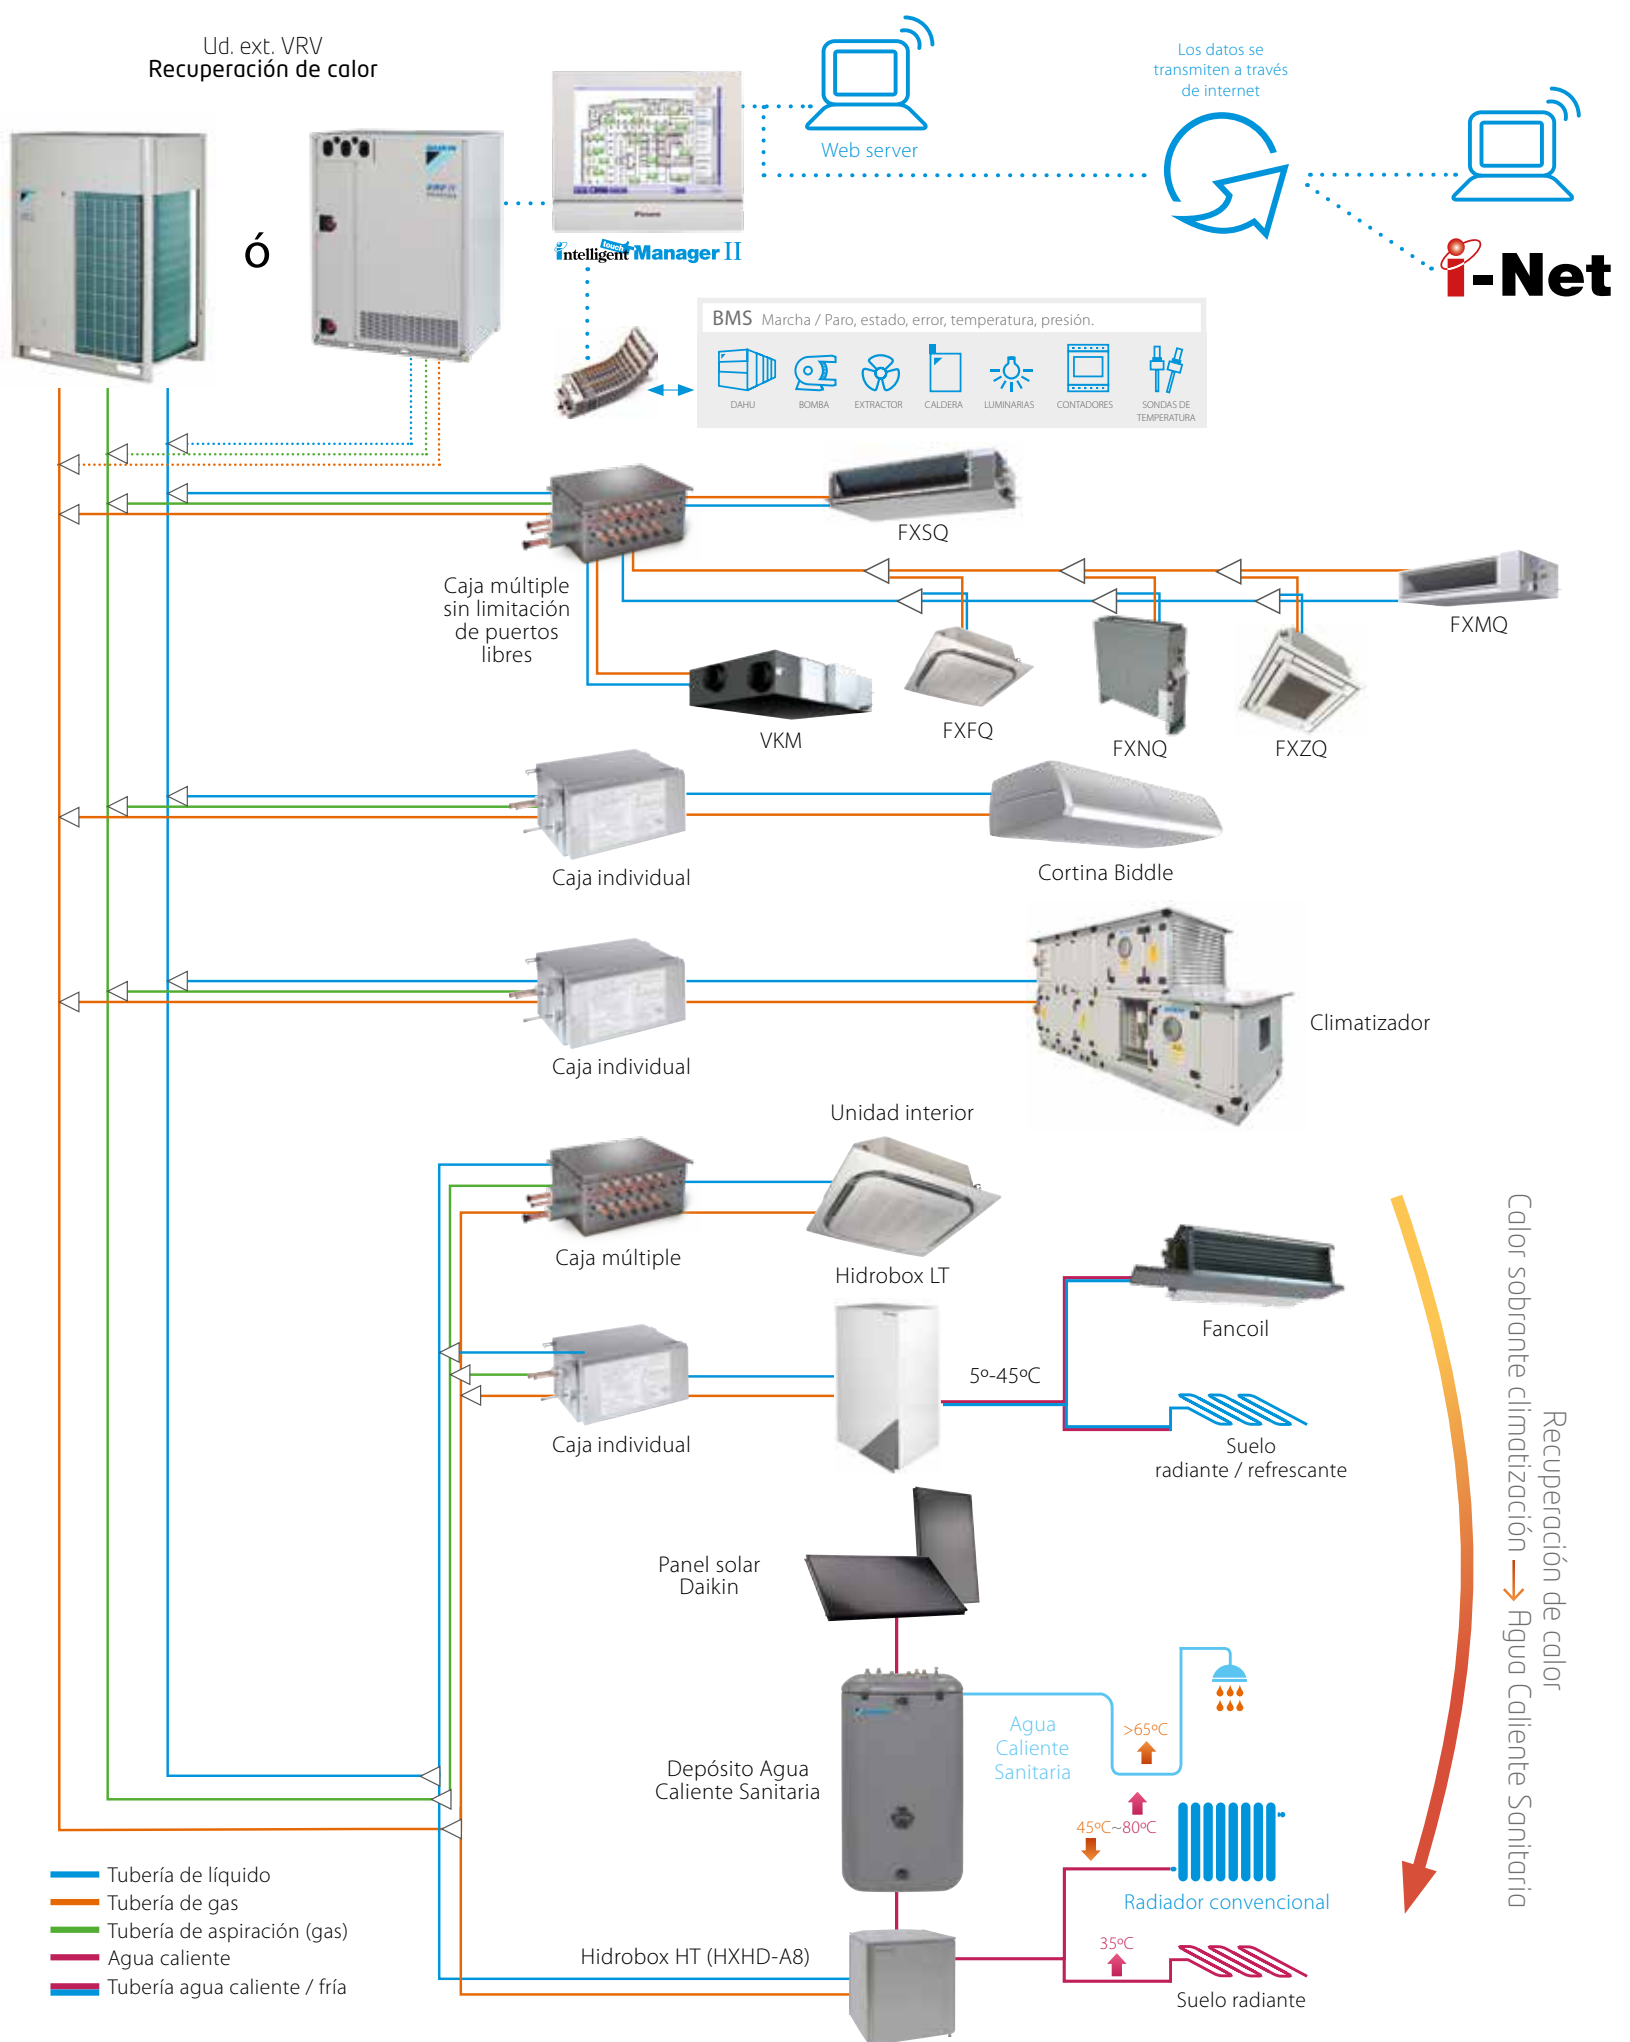 Ud. ext. VRV
Recuperación de calor
ó
DAIKIN
intelligent touch Manager II
Web server
Los datos se
transmiten a través
de internet
i-Net
BMS Marcha / Paro, estado, error, temperatura, presión.
DAHU
BOMBA
EXTRACTOR
CALDERA
LUMINARIAS
CONTADORES
SONDAS DE
TEMPERATURA
FXSQ
Caja múltiple
sin limitación
de puertos
libres
FXMQ
VKM
FXFQ
FXNQ
FXZQ
Caja individual
Cortina Biddle
Caja individual
Climatizador
Unidad interior
Caja múltiple
Hidrobox LT
Fancoil
5º-45ºC
Caja individual
Suelo
radiante / refrescante
Recuperación de calor
Calor sobrante climatización → Agua Caliente Sanitaria
Panel solar
Daikin
Agua
Caliente
Sanitaria
>65ºC
Depósito Agua
Caliente Sanitaria
45ºC~80ºC
Radiador convencional
Tubería de líquido
Tubería de gas
Tubería de aspiración (gas)
Agua caliente
Tubería agua caliente / fría
Hidrobox HT (HXHD-A8)
35ºC
Suelo radiante